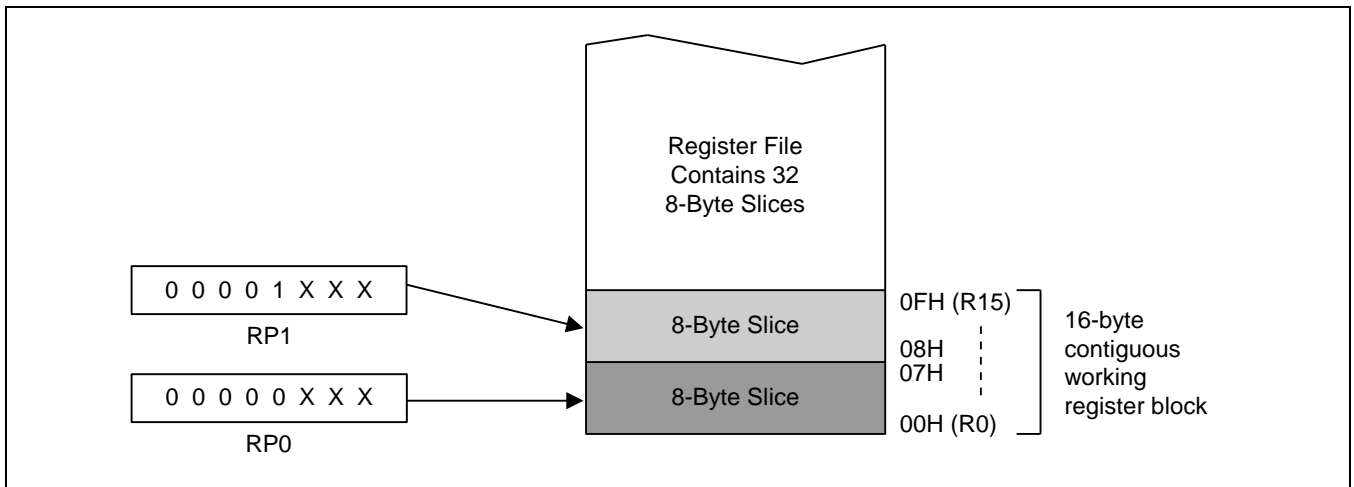 Register File
Contains 32
8-Byte Slices
0 0 0 0 1 X X X
RP1
8-Byte Slice
0FH (R15)
08H
07H
16-byte
contiguous
working
register block
0 0 0 0 0 X X X
RP0
8-Byte Slice
00H (R0)